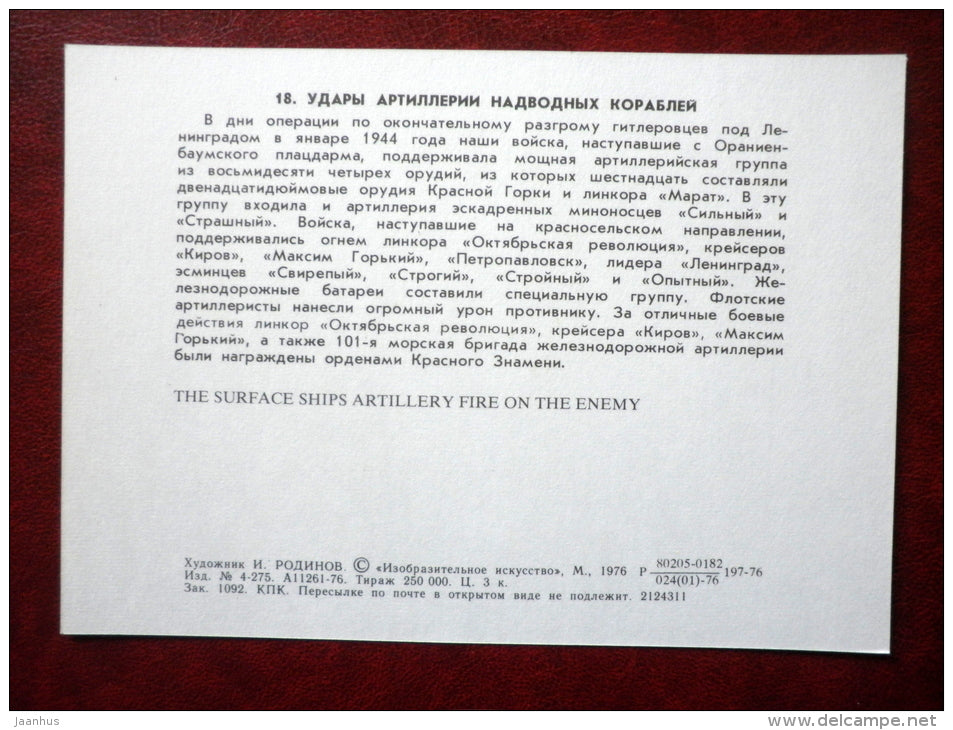 18. УДАРЫ АРТИЛЛЕРИИ НАДВОДНЫХ КОРАБЛЕЙ
В дни операции по окончательному разгрому гитлеровцев под Ле-
нинградом в январе 1944 года наши войска, наступавшие с Ораниен-
баумского плацдарма, поддерживала мощная артиллерийская группа
из восьмидесяти четырех орудий, из которых шестнадцать составляли
двенадцатидюймовые орудия Красной Горки и линкора «Марат». В эту
группу входила и артиллерия эскадренных миноносцев «Сильный» и
«Страшный». Войска, наступавшие на красносельском направлении,
поддерживались огнем линкора «Октябрьская революция», крейсеров
«Киров», «Максим Горький», «Петропавловск», лидера «Ленинград»,
эсминцев «Свирепый», «Строгий», «Стройный» и «Опытный». Же-
лезнодорожные батареи составили специальную группу. Флотские
артиллеристы нанесли огромный урон противнику. За отличные боевые
действия линкор «Октябрьская революция», крейсера «Киров», «Максим
Горький», а также 101-я морская бригада железнодорожной артиллерии
были награждены орденами Красного Знамени.
THE SURFACE SHIPS ARTILLERY FIRE ON THE ENEMY
Художник И. РОДИНОВ. © «Изобразительное искусство», М., 1976 Р 80205-0182/024(01)-76 197-76
Изд. № 4-275. А11261-76. Тираж 250 000. Ц. 3 к.
Зак. 1092. КПК. Пересылке по почте в открытом виде не подлежит. 2124311
jaanhus
www.delcampe.net